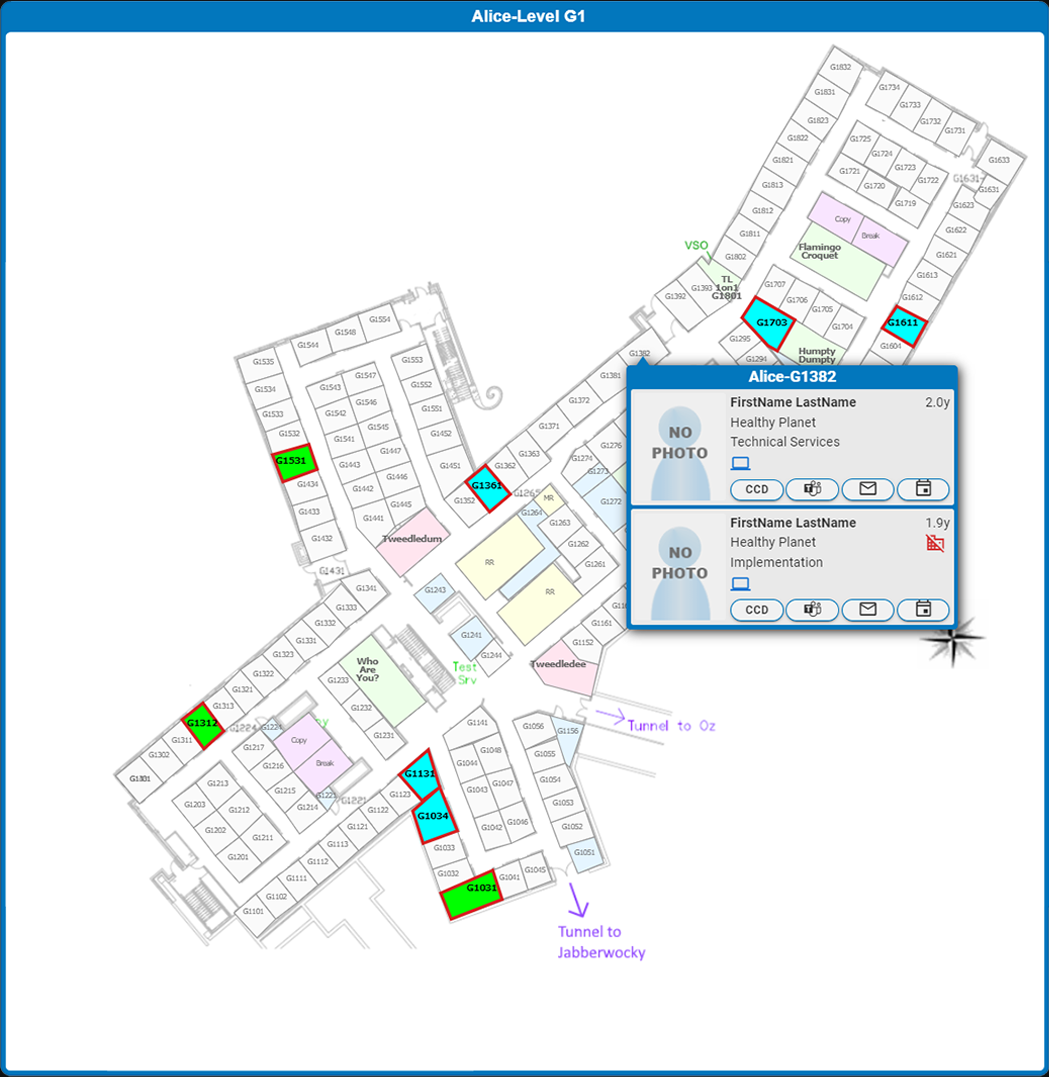 Alice-Level G1
G1832
G1831
G1823
G1822
G1821
G1813
G1812
G1811
G1802
G1734
G1733
G1732
G1731
G1725
G1724
G1723
G1722
G1721
G1720
G1719
G1633
G1631
G1631
G1623
G1622
G1621
G1613
G1612
G1611
G1604
Copy
Break
Flamingo
Croquet
VSO
TL
1on1
G1801
G1393
G1392
G1707
G1706
G1705
G1704
G1703
G1295
G1294
Humpty
Dumpty
G1382
G1381
G1372
G1371
G1363
G1362
G1361
G1352
G1554
G1548
G1544
G1535
G1534
G1533
G1532
G1531
G1434
G1433
G1432
G1431
G1553
G1552
G1551
G1452
G1451
G1547
G1543
G1546
G1542
G1545
G1541
G1447
G1443
G1446
G1442
G1445
G1441
Tweedledum
G1276
G1274
G1273
G1272
G1265
MR
G1264
G1263
G1262
G1261
RR
RR
Alice-G1382
NO
PHOTO
FirstName LastName
2.0y
Healthy Planet
Technical Services
CCD
NO
PHOTO
FirstName LastName
1.9y
Healthy Planet
Implementation
CCD
G1243
G1241
G1244
Test
Srv
G1161
G1152
Tweedledee
G1341
G1333
G1332
G1331
G1323
G1322
G1321
G1313
G1312
G1311
G1302
G1301
Who
Are
You?
G1233
G1232
G1231
G1224
G1224
Copy
Break
G1217
G1216
G1215
G1214
G1221
G1213
G1212
G1211
G1203
G1202
G1201
G1131
G1123
G1122
G1121
G1113
G1112
G1111
G1102
G1101
G1141
G1048
G1044
G1047
G1043
G1046
G1042
G1034
G1033
G1032
G1031
G1041
G1045
G1056
G1156
G1055
G1054
G1053
G1052
G1051
Tunnel to Oz
Tunnel to
Jabberwocky